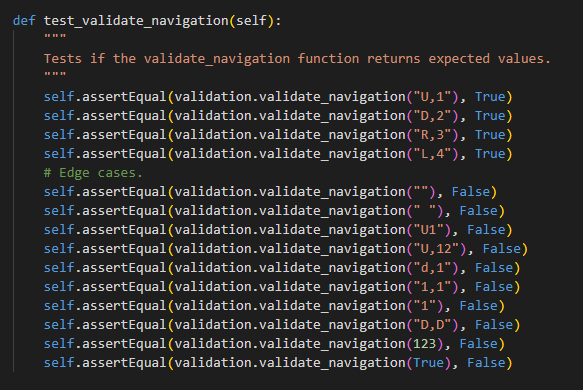 def test_validate_navigation(self):
"""
Tests if the validate_navigation function returns expected values.
"""
self.assertEqual(validation.validate_navigation("U,1"), True)
self.assertEqual(validation.validate_navigation("D,2"), True)
self.assertEqual(validation.validate_navigation("R,3"), True)
self.assertEqual(validation.validate_navigation("L,4"), True)
# Edge cases.
self.assertEqual(validation.validate_navigation(""), False)
self.assertEqual(validation.validate_navigation(" "), False)
self.assertEqual(validation.validate_navigation("U1"), False)
self.assertEqual(validation.validate_navigation("U,12"), False)
self.assertEqual(validation.validate_navigation("d,1"), False)
self.assertEqual(validation.validate_navigation("1,1"), False)
self.assertEqual(validation.validate_navigation("1"), False)
self.assertEqual(validation.validate_navigation("D,D"), False)
self.assertEqual(validation.validate_navigation(123), False)
self.assertEqual(validation.validate_navigation(True), False)